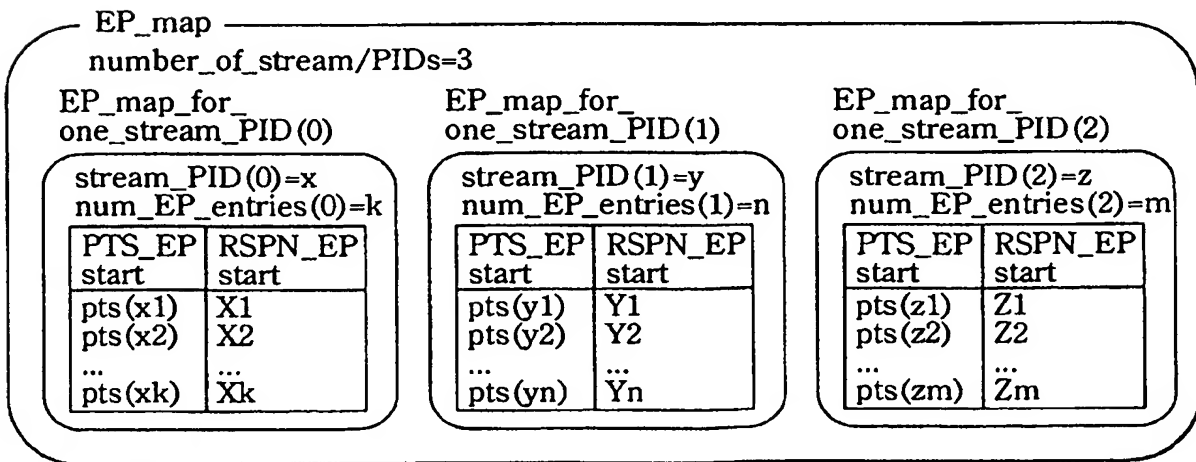 EP_map
number_of_stream/PIDs=3
EP_map_for_
one_stream_PID(0)
stream_PID(0)=x
num_EP_entries(0)=k
PTS_EP RSPN_EP
start start
pts(x1) X1
pts(x2) X2
... ...
pts(xk) Xk
EP_map_for_
one_stream_PID(1)
stream_PID(1)=y
num_EP_entries(1)=n
PTS_EP RSPN_EP
start start
pts(y1) Y1
pts(y2) Y2
... ...
pts(yn) Yn
EP_map_for_
one_stream_PID(2)
stream_PID(2)=z
num_EP_entries(2)=m
PTS_EP RSPN_EP
start start
pts(z1) Z1
pts(z2) Z2
... ...
pts(zm) Zm